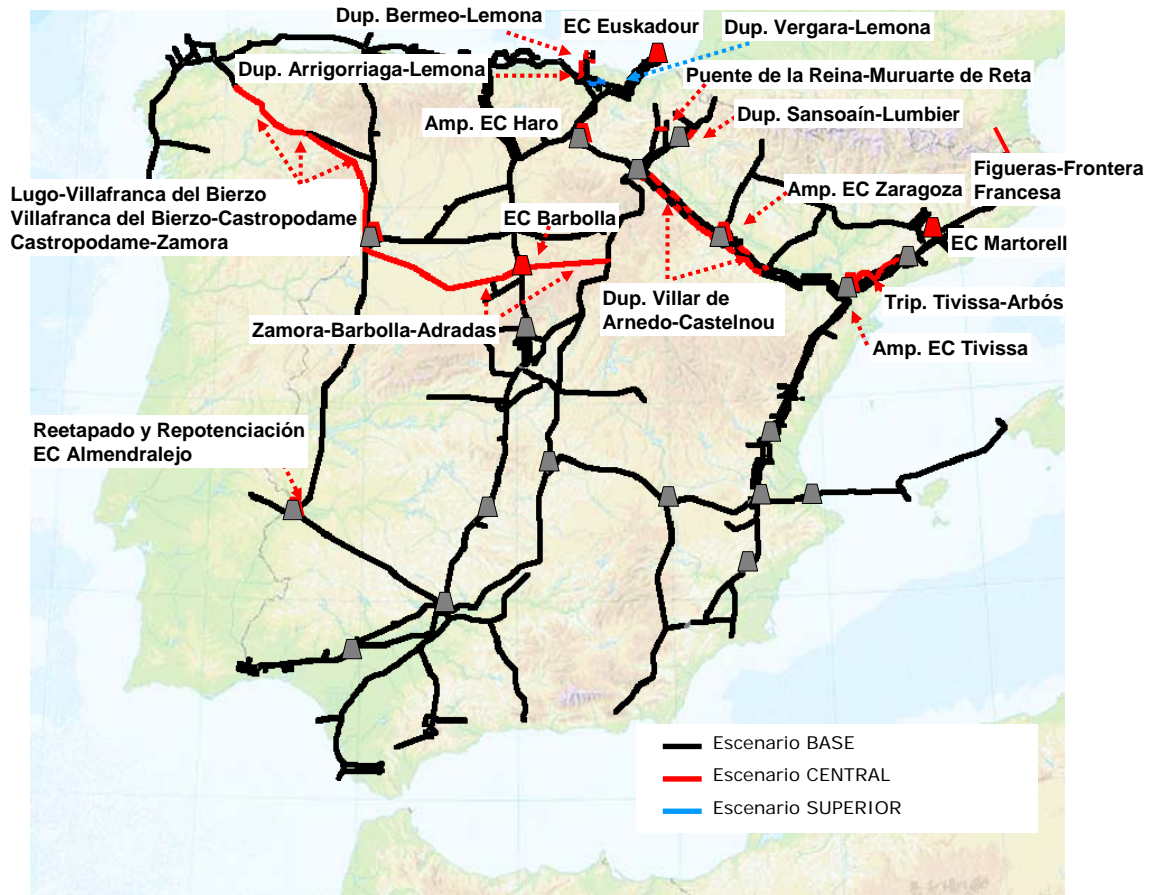 Dup. Bermeo-Lemona
EC Euskadour
Dup. Vergara-Lemona
Dup. Arrigorriaga-Lemona
Puente de la Reina-Muruarte de Reta
Amp. EC Haro
Dup. Sansoaín-Lumbier
Figueras-Frontera
Francesa
Lugo-Villafranca del Bierzo
Villafranca del Bierzo-Castropodame
Castropodame-Zamora
Amp. EC Zaragoza
EC Barbolla
EC Martorell
Dup. Villar de
Arnedo-Castelnou
Trip. Tivissa-Arbós
Zamora-Barbolla-Adradas
Amp. EC Tivissa
Reetapado y Repotenciación
EC Almendralejo
Escenario BASE
Escenario CENTRAL
Escenario SUPERIOR